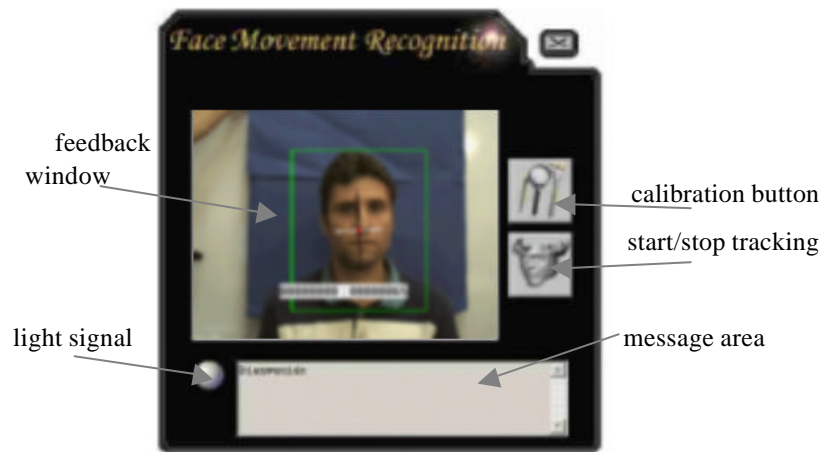 Face Movement Recognition
feedback
window
calibration button
start/stop tracking
light signal
message area